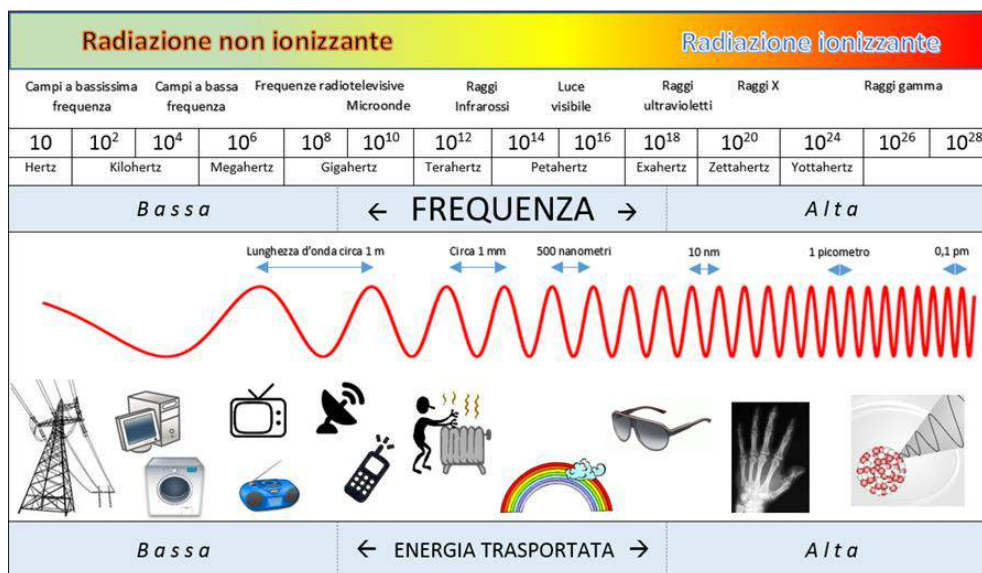 Radiazione non ionizzante Radiazione ionizzante
Campi a bassissima Campi a bassa Frequenze radiotelevisive Raggi Luce Raggi Raggi X Raggi gamma
frequenza frequenza Microonde Infrarossi visibile ultravioletti
10 10² 10⁴ 10⁶ 10⁸ 10¹⁰ 10¹² 10¹⁴ 10¹⁶ 10¹⁸ 10²⁰ 10²⁴ 10²⁶ 10²⁸
Hertz Kilohertz Megahertz Gigahertz Terahertz Petahertz Exahertz Zettahertz Yottahertz
Bassa ← FREQUENZA → Alta
Lunghezza d'onda circa 1 m Circa 1 mm 500 nanometri 10 nm 1 picometro 0,1 pm
Bassa ← ENERGIA TRASPORTATA → Alta